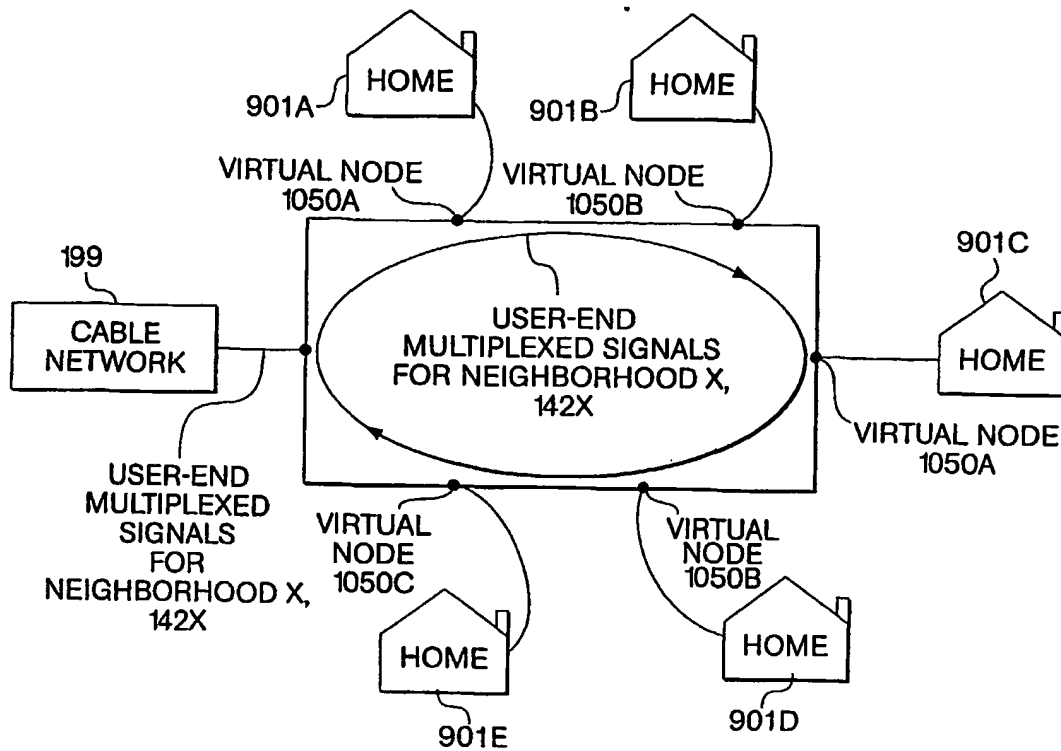 HOME
901A
HOME
901B
VIRTUAL NODE
1050A
VIRTUAL NODE
1050B
199
CABLE
NETWORK
USER-END
MULTIPLEXED SIGNALS
FOR NEIGHBORHOOD X,
142X
901C
HOME
VIRTUAL NODE
1050A
USER-END
MULTIPLEXED
SIGNALS
FOR
NEIGHBORHOOD X,
142X
VIRTUAL
NODE
1050C
VIRTUAL
NODE
1050B
HOME
901E
HOME
901D